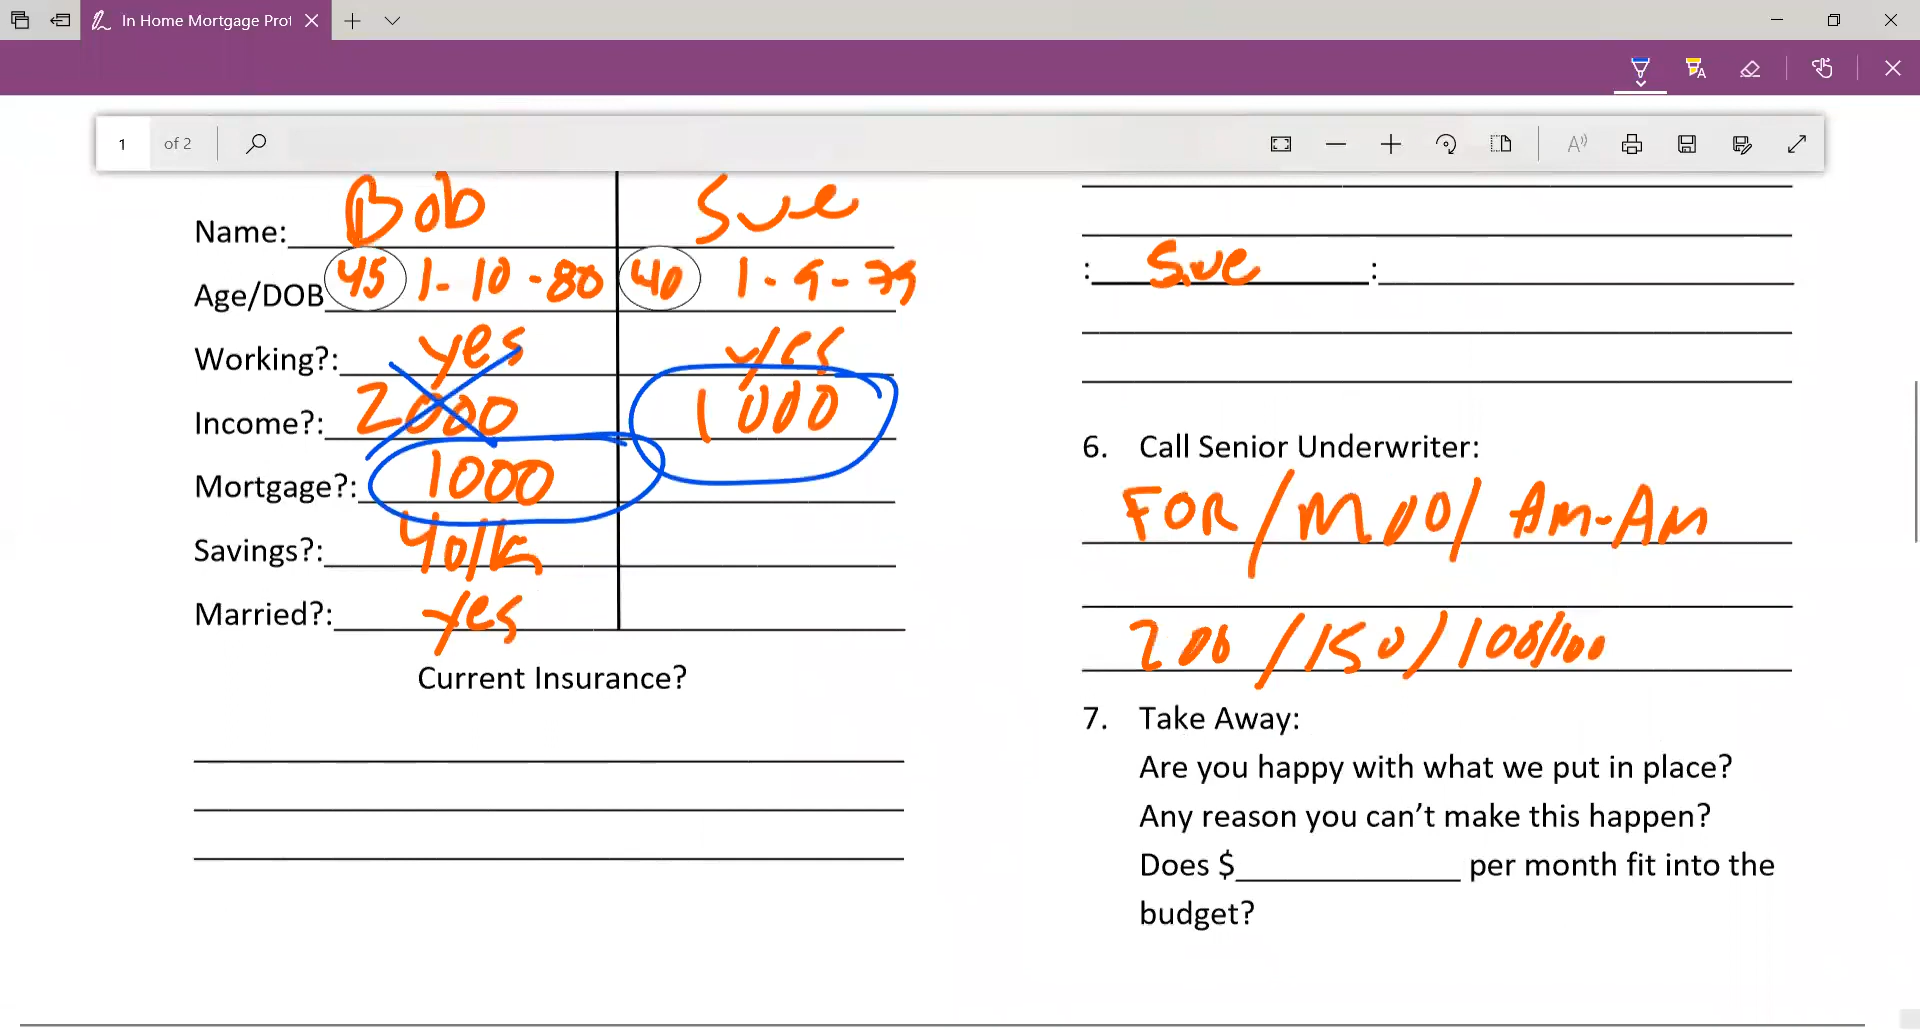 In Home Mortgage Prot
1 of 2
Name: Bob Sue
Age/DOB 45 1-10-80 40 1-9-79
Working?: yes yes
Income?: 2000 1000
Mortgage?: 1000
Savings?: 401K
Married?: yes
Current Insurance?
: Sue :
6. Call Senior Underwriter:
FOR/MOO/AM-AM
200/150/100/100
7. Take Away:
Are you happy with what we put in place?
Any reason you can’t make this happen?
Does $______________ per month fit into the
budget?